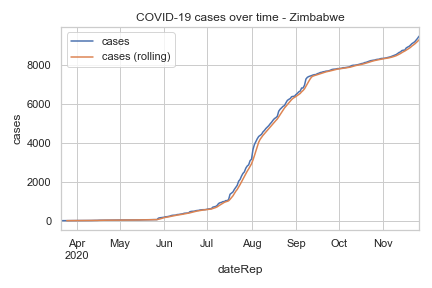 COVID-19 cases over time - Zimbabwe
cases
cases (rolling)
8000
6000
4000
2000
0
cases
Apr May Jun Jul Aug Sep Oct Nov
2020
dateRep